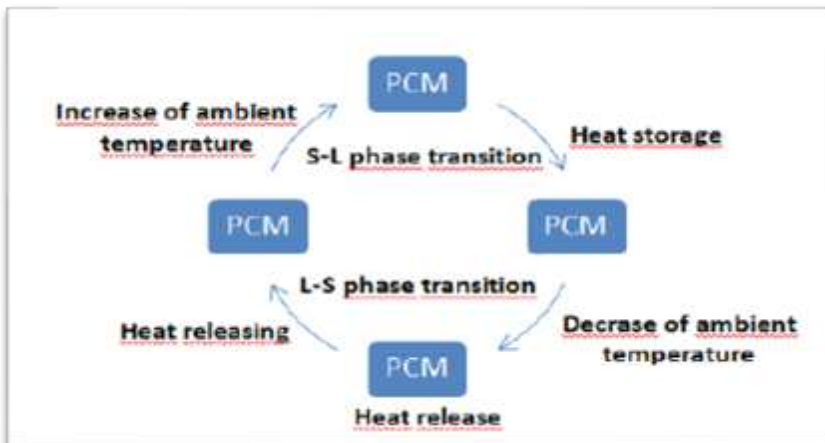 PCM
Increase of ambient
temperature
Heat storage
S-L phase transition
PCM
PCM
L-S phase transition
Heat releasing
Decrase of ambient
temperature
PCM
Heat release